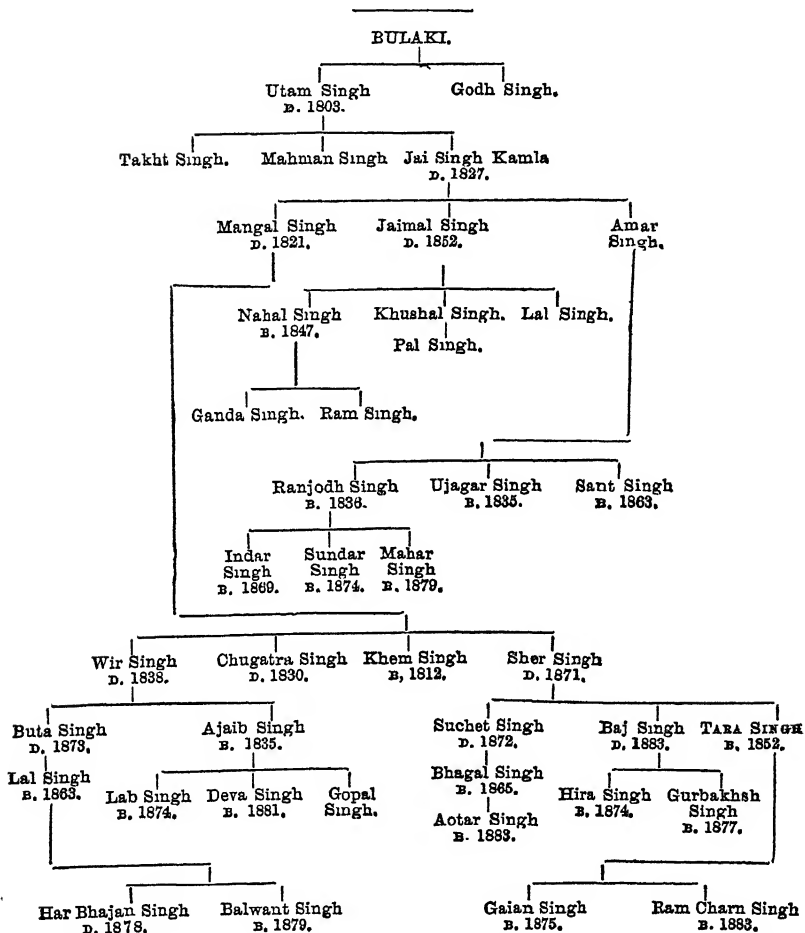 BULAKI.
Utam Singh Godh Singh.
D. 1803.
Takht Singh. Mahman Singh Jai Singh Kamla
D. 1827.
Mangal Singh Jaimal Singh Amar
D. 1821. D. 1852. Singh.
Nahal Singh Khushal Singh. Lal Singh.
B. 1847.
Pal Singh.
Ganda Singh. Ram Singh.
Ranjodh Singh Ujagar Singh Sant Singh
B. 1836. B. 1835. B. 1863.
Indar Sundar Mahar
Singh Singh Singh
B. 1869. B. 1874. B. 1879.
Wir Singh Chugatra Singh Khem Singh Sher Singh
D. 1838. D. 1830. B, 1812. D. 1871.
Buta Singh Ajaib Singh Suchet Singh Baj Singh TARA SINGH
D. 1873. B. 1835. D. 1872. D. 1883. B, 1852.
Lal Singh Bhagal Singh
B. 1863. Lab Singh Deva Singh Gopal B. 1865. Hira Singh Gurbakhsh
B. 1874. B. 1881. Singh. B. 1874. Singh
Aotar Singh B. 1877.
B. 1883.
Har Bhajan Singh Balwant Singh Gaian Singh Ram Charn Singh
D. 1878. B. 1879. B. 1875. B. 1883.